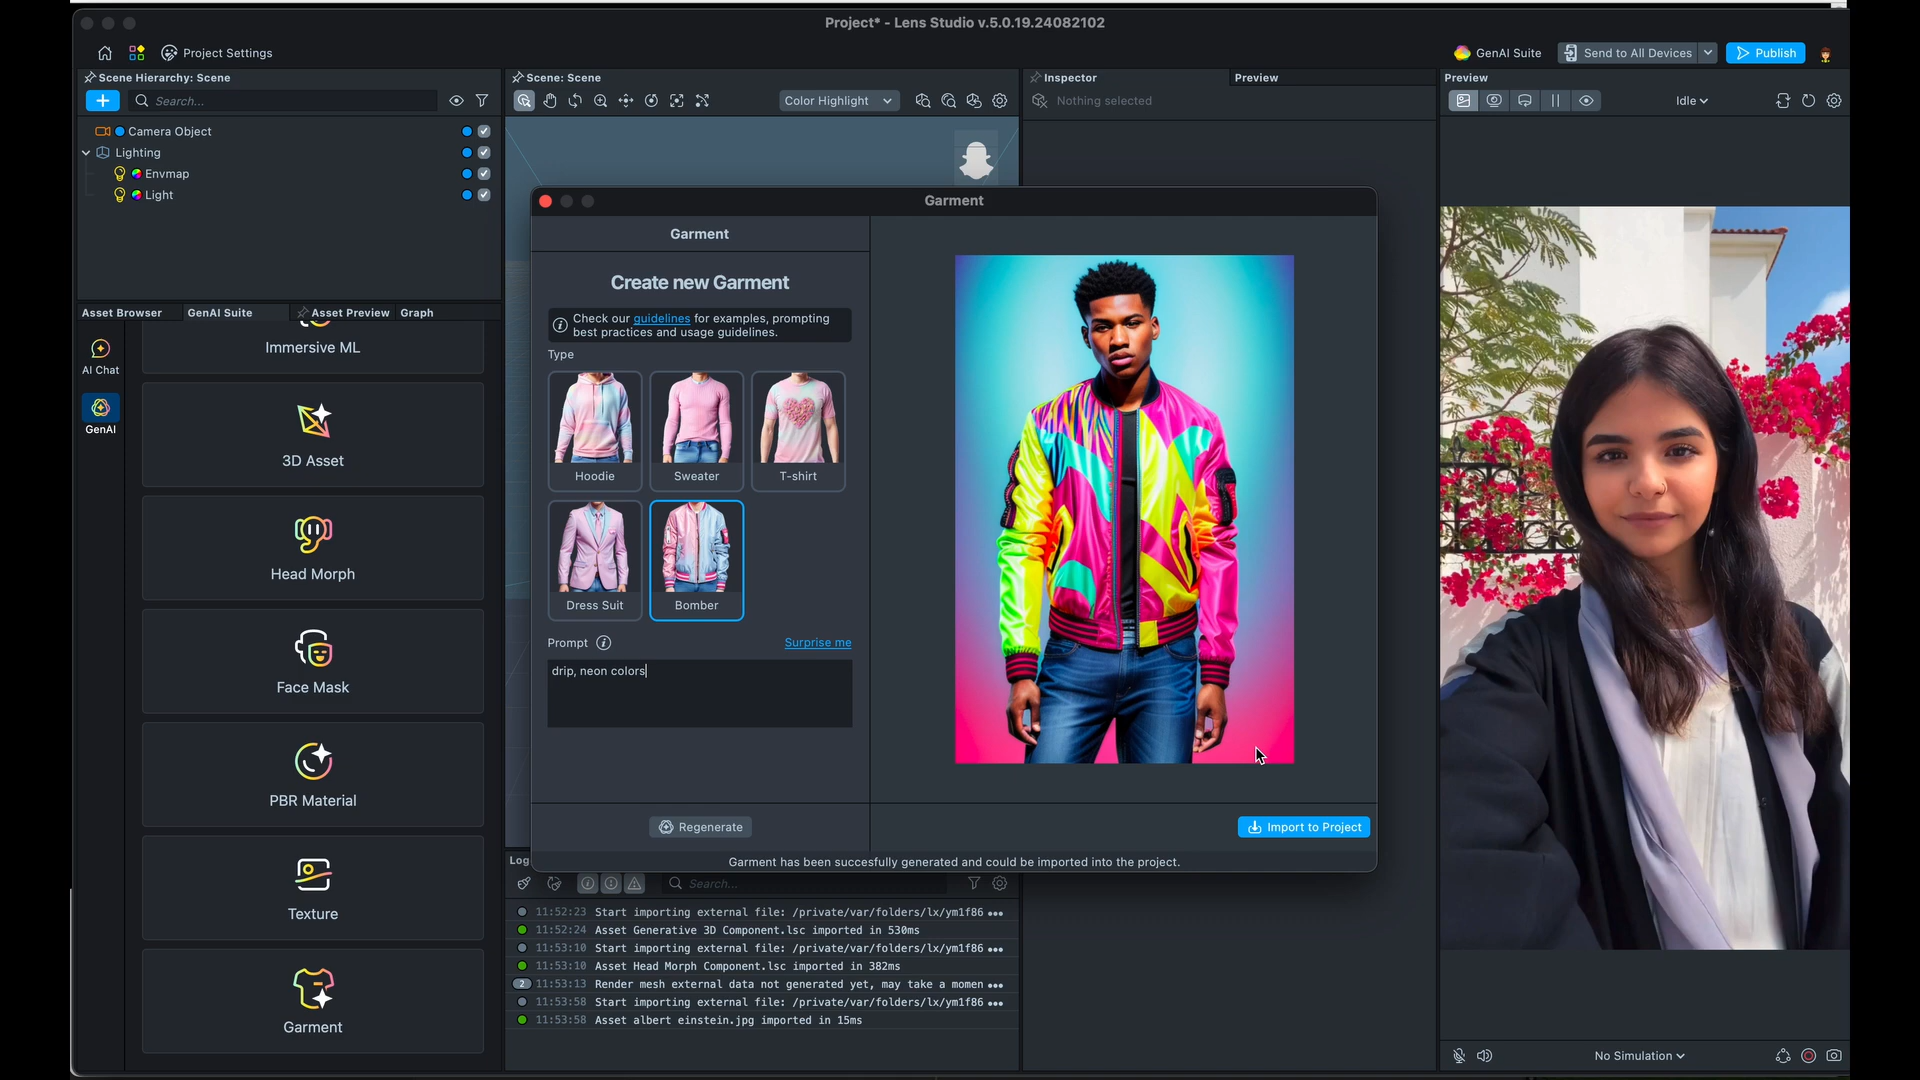 Project* - Lens Studio v.5.0.19.24082102
Project Settings
GenAI Suite
Send to All Devices
Publish
Scene Hierarchy: Scene
Search...
Camera Object
Lighting
Envmap
Light
Scene: Scene
Color Highlight
Inspector
Preview
Nothing selected
Preview
Idle
Asset Browser
GenAI Suite
Asset Preview
Graph
AI Chat
GenAI
Immersive ML
3D Asset
Head Morph
Face Mask
PBR Material
Texture
Garment
Garment
Garment
Create new Garment
Check our guidelines for examples, prompting
best practices and usage guidelines.
Type
Hoodie
Sweater
T-shirt
Dress Suit
Bomber
Prompt
Surprise me
drip, neon colors
Regenerate
Import to Project
Garment has been succesfully generated and could be imported into the project.
Log
Search...
11:52:23 Start importing external file: /private/var/folders/lx/ym1f86 •••
11:52:24 Asset Generative 3D Component.lsc imported in 530ms
11:53:10 Start importing external file: /private/var/folders/lx/ym1f86 •••
11:53:10 Asset Head Morph Component.lsc imported in 382ms
2 11:53:13 Render mesh external data not generated yet, may take a momen •••
11:53:58 Start importing external file: /private/var/folders/lx/ym1f86 •••
11:53:58 Asset albert einstein.jpg imported in 15ms
No Simulation